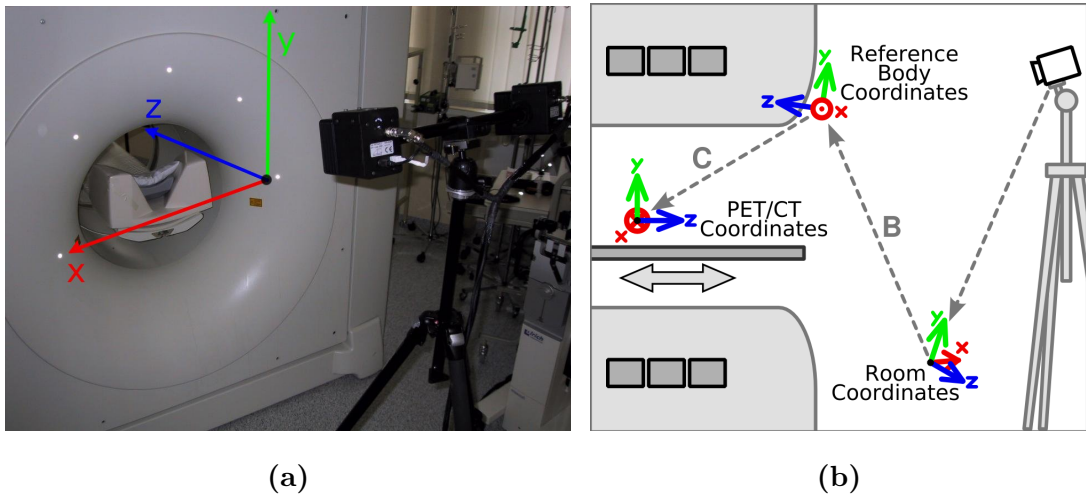 y
z
x
Reference
Body
Coordinates
y
z
x
C
y
z
x
PET/CT
Coordinates
B
y
x
z
Room
Coordinates
(a)
(b)